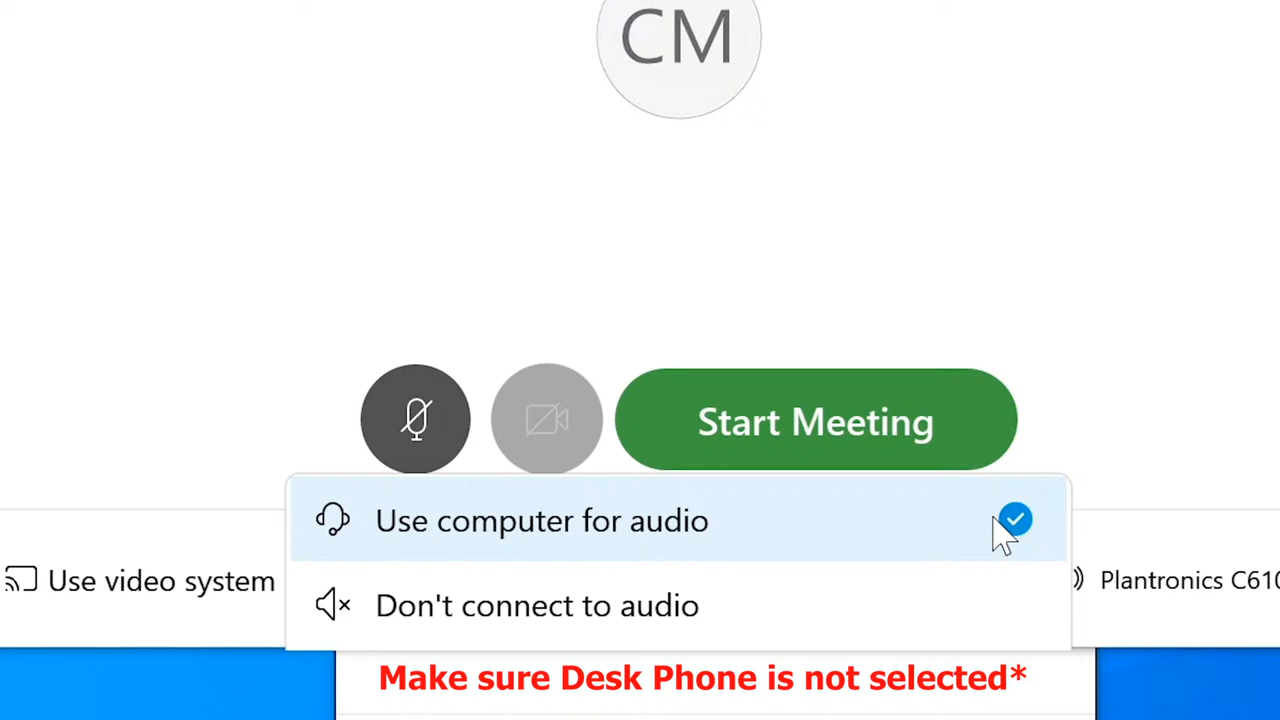 CM
Start Meeting
Use computer for audio
Use video system
Plantronics C610
Don't connect to audio
Make sure Desk Phone is not selected*